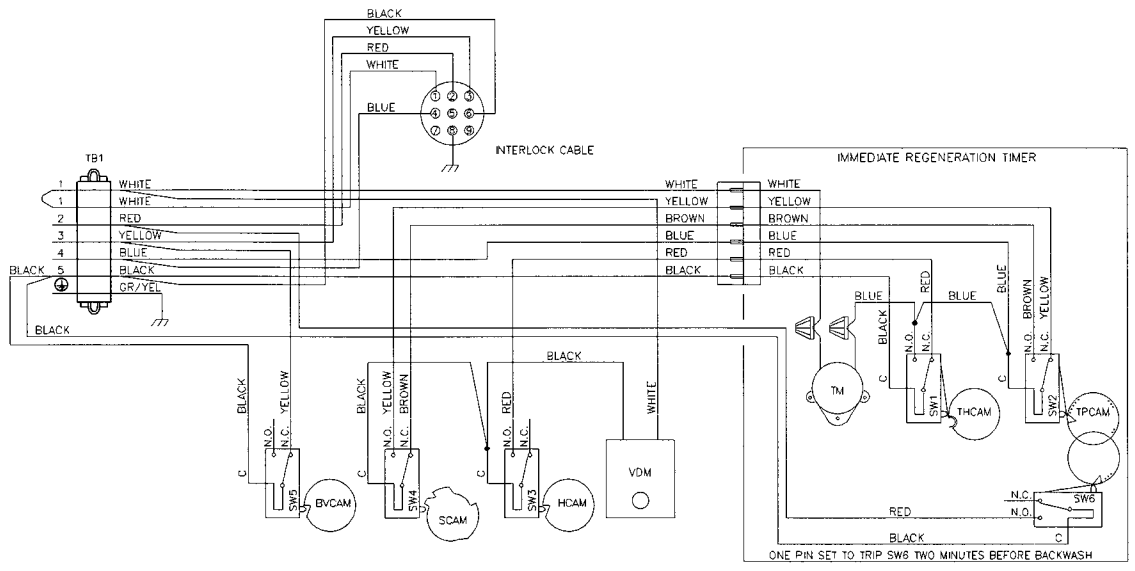 BLACK
YELLOW
RED
WHITE
1 2 3
BLUE
4 5 6
7 8 9
INTERLOCK CABLE
TB1
IMMEDIATE REGENERATION TIMER
1 WHITE WHITE WHITE
1 WHITE YELLOW YELLOW
2 RED BROWN BROWN
3 YELLOW BLUE BLUE
4 BLUE RED RED
BLACK 5 BLACK BLACK BLACK
GR/YEL
BLACK
BLUE
BLACK
N.O.
RED
N.C.
BLUE
BLUE
BROWN
N.O.
YELLOW
N.C.
C
SW1
THCAM
C
SW2
TPCAM
TM
BLACK
YELLOW
N.O.
N.C.
C
SW5
BVCAM
BLACK
YELLOW
N.O.
BROWN
N.C.
C
SW4
SCAM
BLACK
RED
N.O.
N.C.
C
SW3
HCAM
WHITE
VDM
N.C.
SW6
RED
N.O.
BLACK
C
ONE PIN SET TO TRIP SW6 TWO MINUTES BEFORE BACKWASH